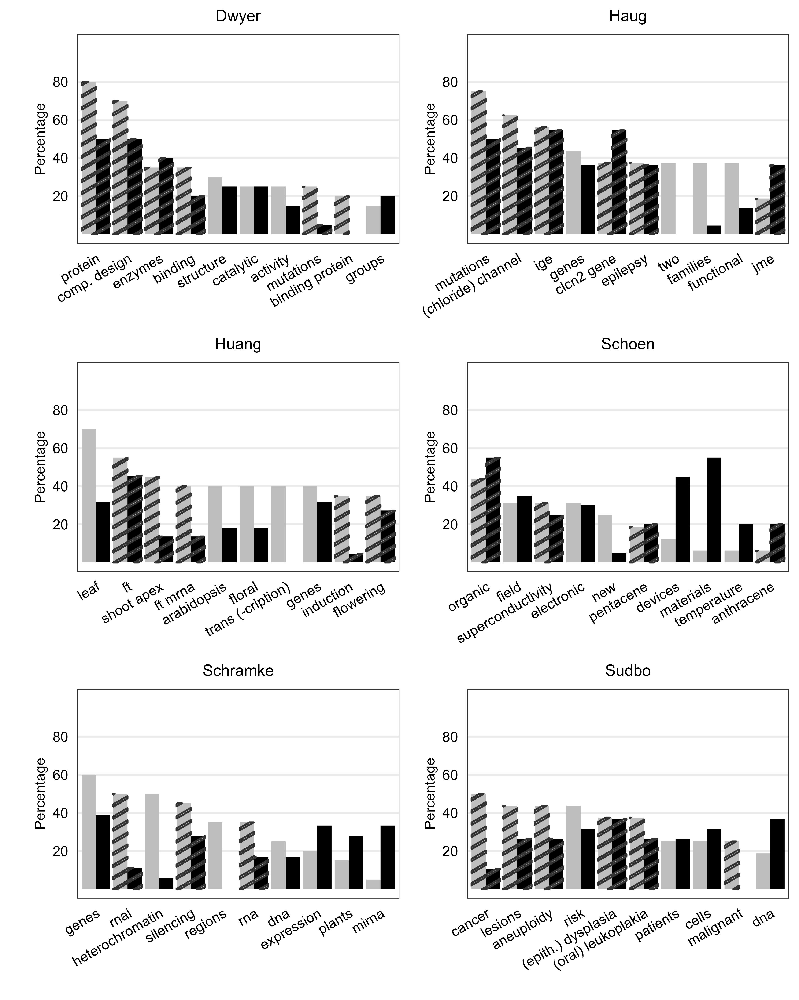 Dwyer
Percentage
80
60
40
20
protein
comp. design
enzymes
binding
structure
catalytic
activity
mutations
binding protein
groups
Haug
Percentage
80
60
40
20
mutations
(chloride) channel
ige
genes
clcn2 gene
epilepsy
two
families
functional
jme
Huang
Percentage
80
60
40
20
leaf
ft
shoot apex
ft mrna
arabidopsis
floral
trans (-cription)
genes
induction
flowering
Schoen
Percentage
80
60
40
20
organic
field
superconductivity
electronic
new
pentacene
devices
materials
temperature
anthracene
Schramke
Percentage
80
60
40
20
genes
rnai
heterochromatin
silencing
regions
rna
dna
expression
plants
mirna
Sudbo
Percentage
80
60
40
20
cancer
lesions
aneuploidy
risk
(epith.) dysplasia
(oral) leukoplakia
patients
cells
malignant
dna